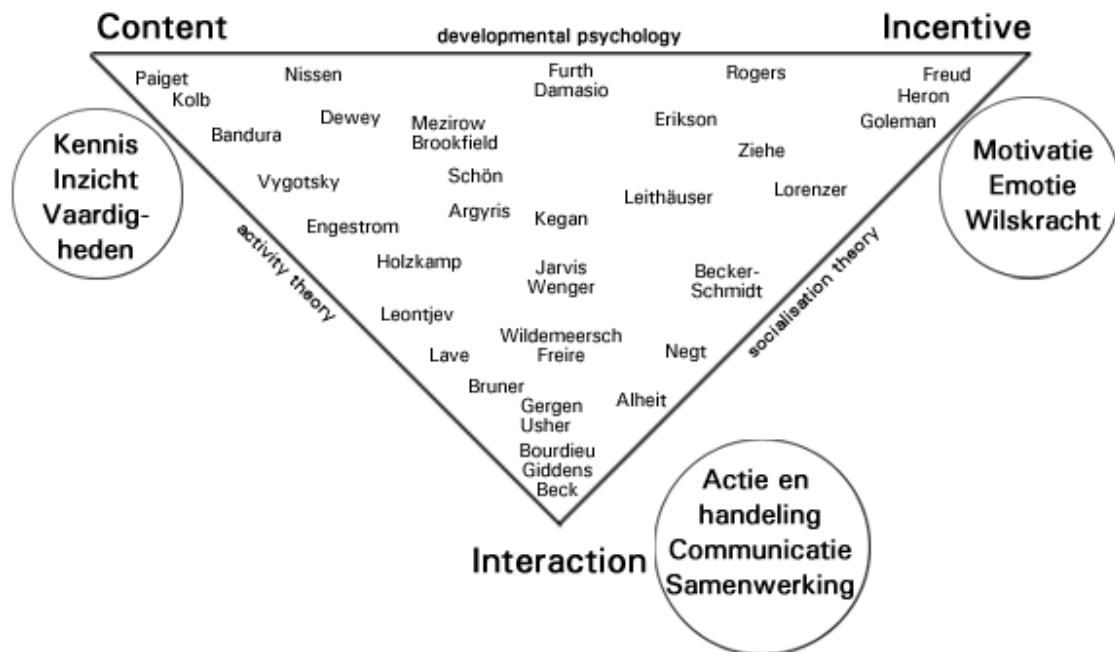 Content
developmental psychology
Incentive
Paiget
Kolb
Nissen
Furth
Damasio
Rogers
Freud
Heron
Goleman
Bandura
Dewey
Mezirow
Brookfield
Erikson
Ziehe
Kennis
Inzicht
Vaardig-
heden
Motivatie
Emotie
Wilskracht
Vygotsky
Schön
Leithäuser
Lorenzer
Engestrom
Argyris
Kegan
activity theory
Holzkamp
Jarvis
Wenger
Becker-
Schmidt
socialisation theory
Leontjev
Wildemeersch
Freire
Negt
Lave
Bruner
Gergen
Usher
Alheit
Bourdieu
Giddens
Beck
Interaction
Actie en
handeling
Communicatie
Samenwerking